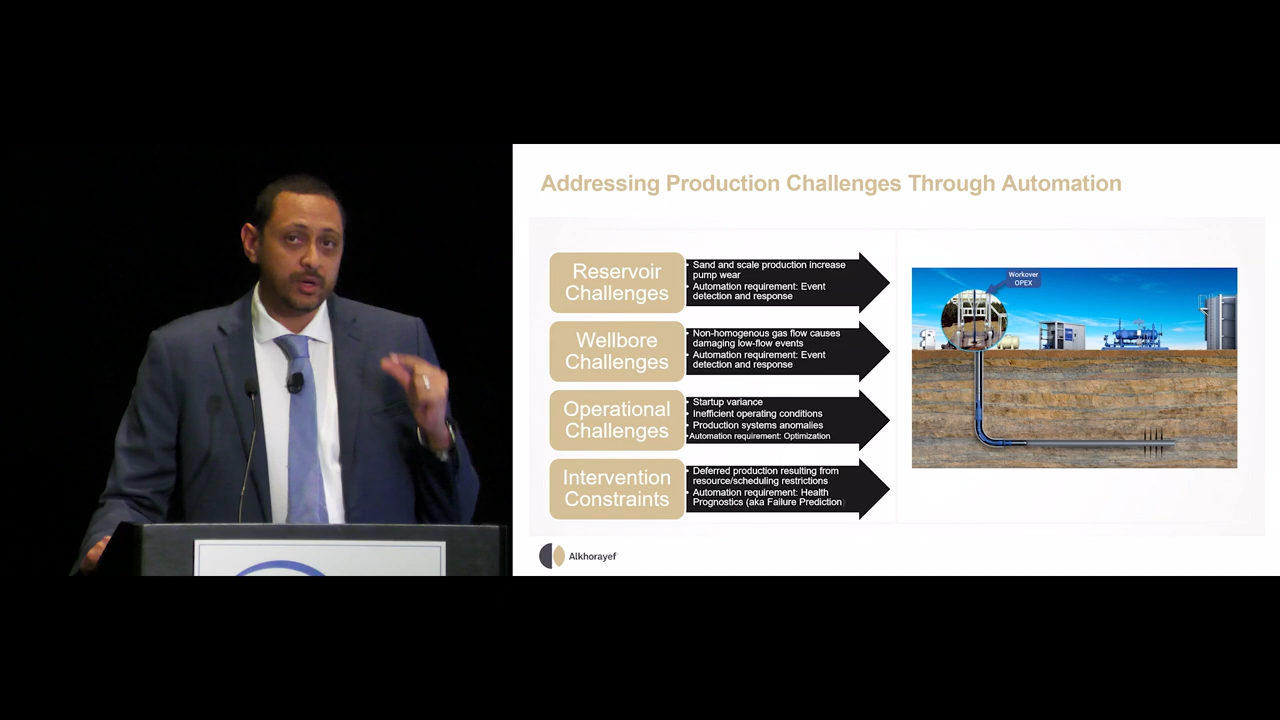 Addressing Production Challenges Through Automation
Reservoir
Challenges
• Sand and scale production increase
pump wear
• Automation requirement: Event
detection and response
Wellbore
Challenges
• Non-homogenous gas flow causes
damaging low-flow events
• Automation requirement: Event
detection and response
Operational
Challenges
• Startup variance
• Inefficient operating conditions
• Production systems anomalies
•Automation requirement: Optimization
Intervention
Constraints
• Deferred production resulting from
resource/scheduling restrictions
• Automation requirement: Health
Prognostics (aka Failure Prediction)
Workover
OPEX
Alkhorayef